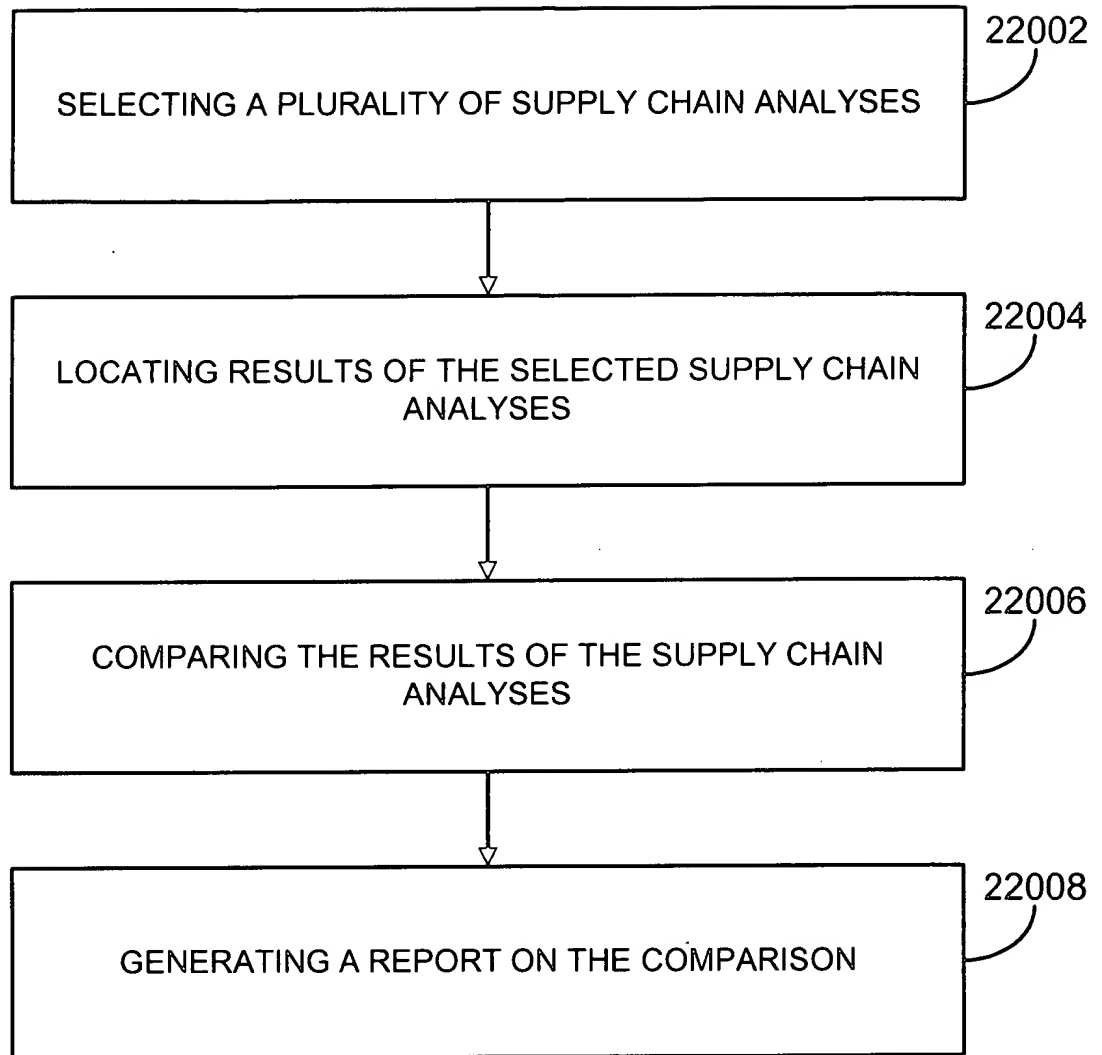 22002
SELECTING A PLURALITY OF SUPPLY CHAIN ANALYSES
22004
LOCATING RESULTS OF THE SELECTED SUPPLY CHAIN
ANALYSES
22006
COMPARING THE RESULTS OF THE SUPPLY CHAIN
ANALYSES
22008
GENERATING A REPORT ON THE COMPARISON